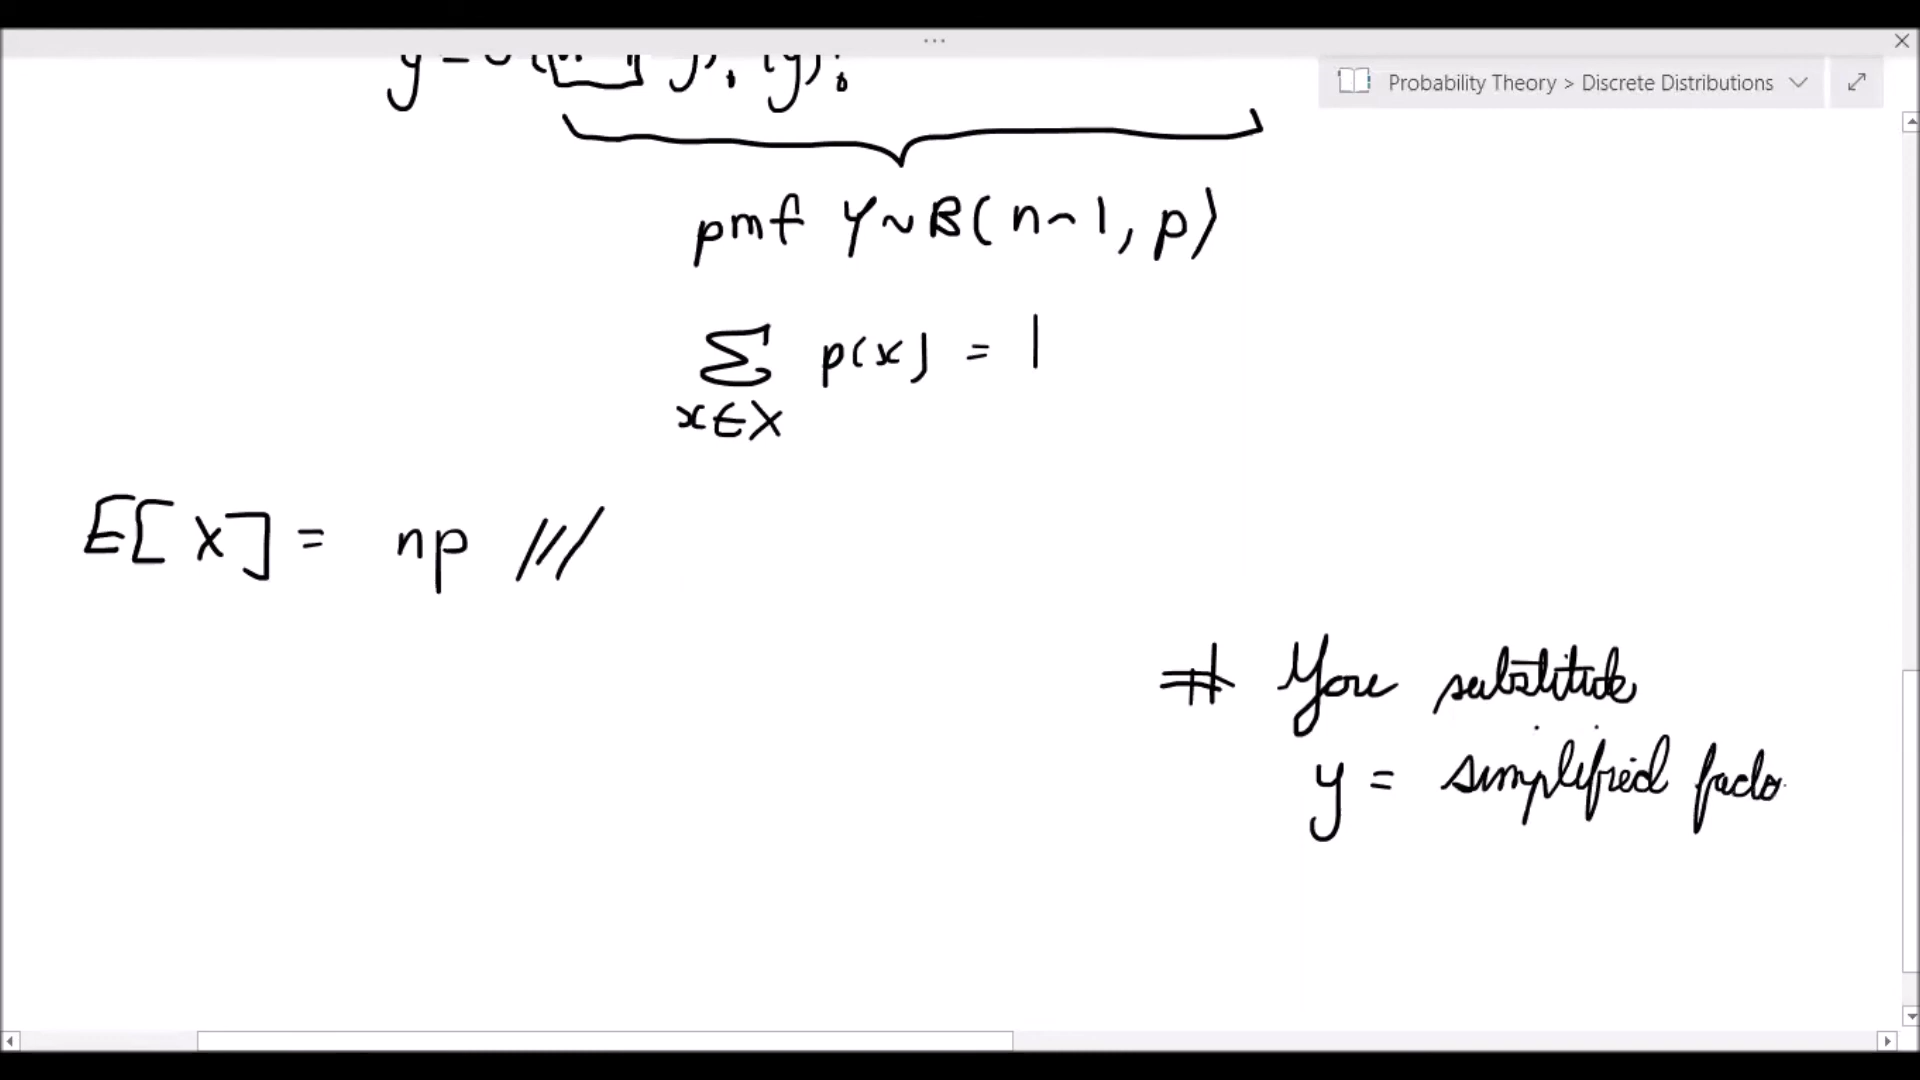 Probability Theory > Discrete Distributions
pmf Y~B(n-1, p)
Σ p(x) = 1
x∈X
E[X] = np ///
# You substitute
y = simplified facto